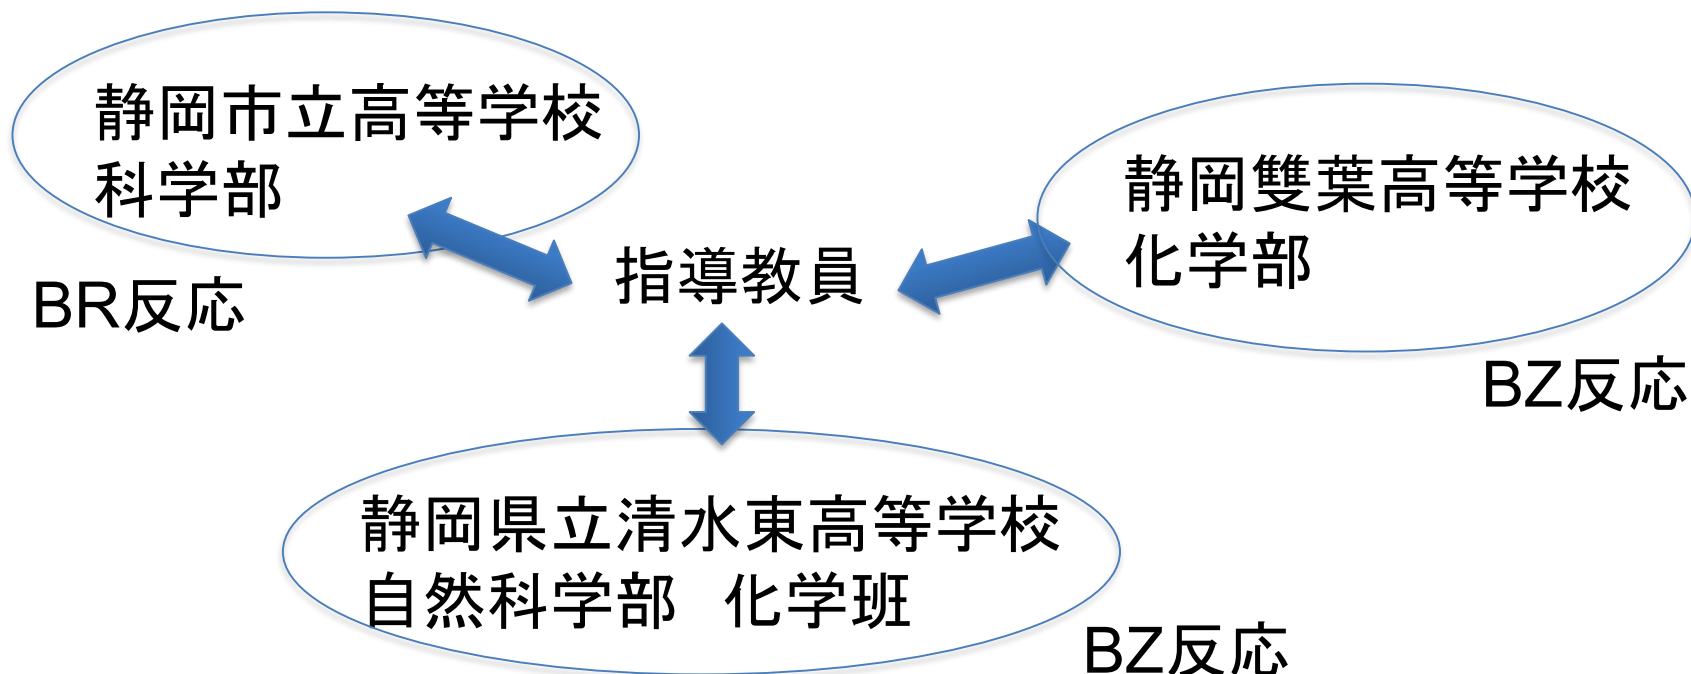 静岡市立高等学校
科学部
BR反応
静岡雙葉高等学校
化学部
BZ反応
指導教員
静岡県立清水東高等学校
自然科学部　化学班
BZ反応